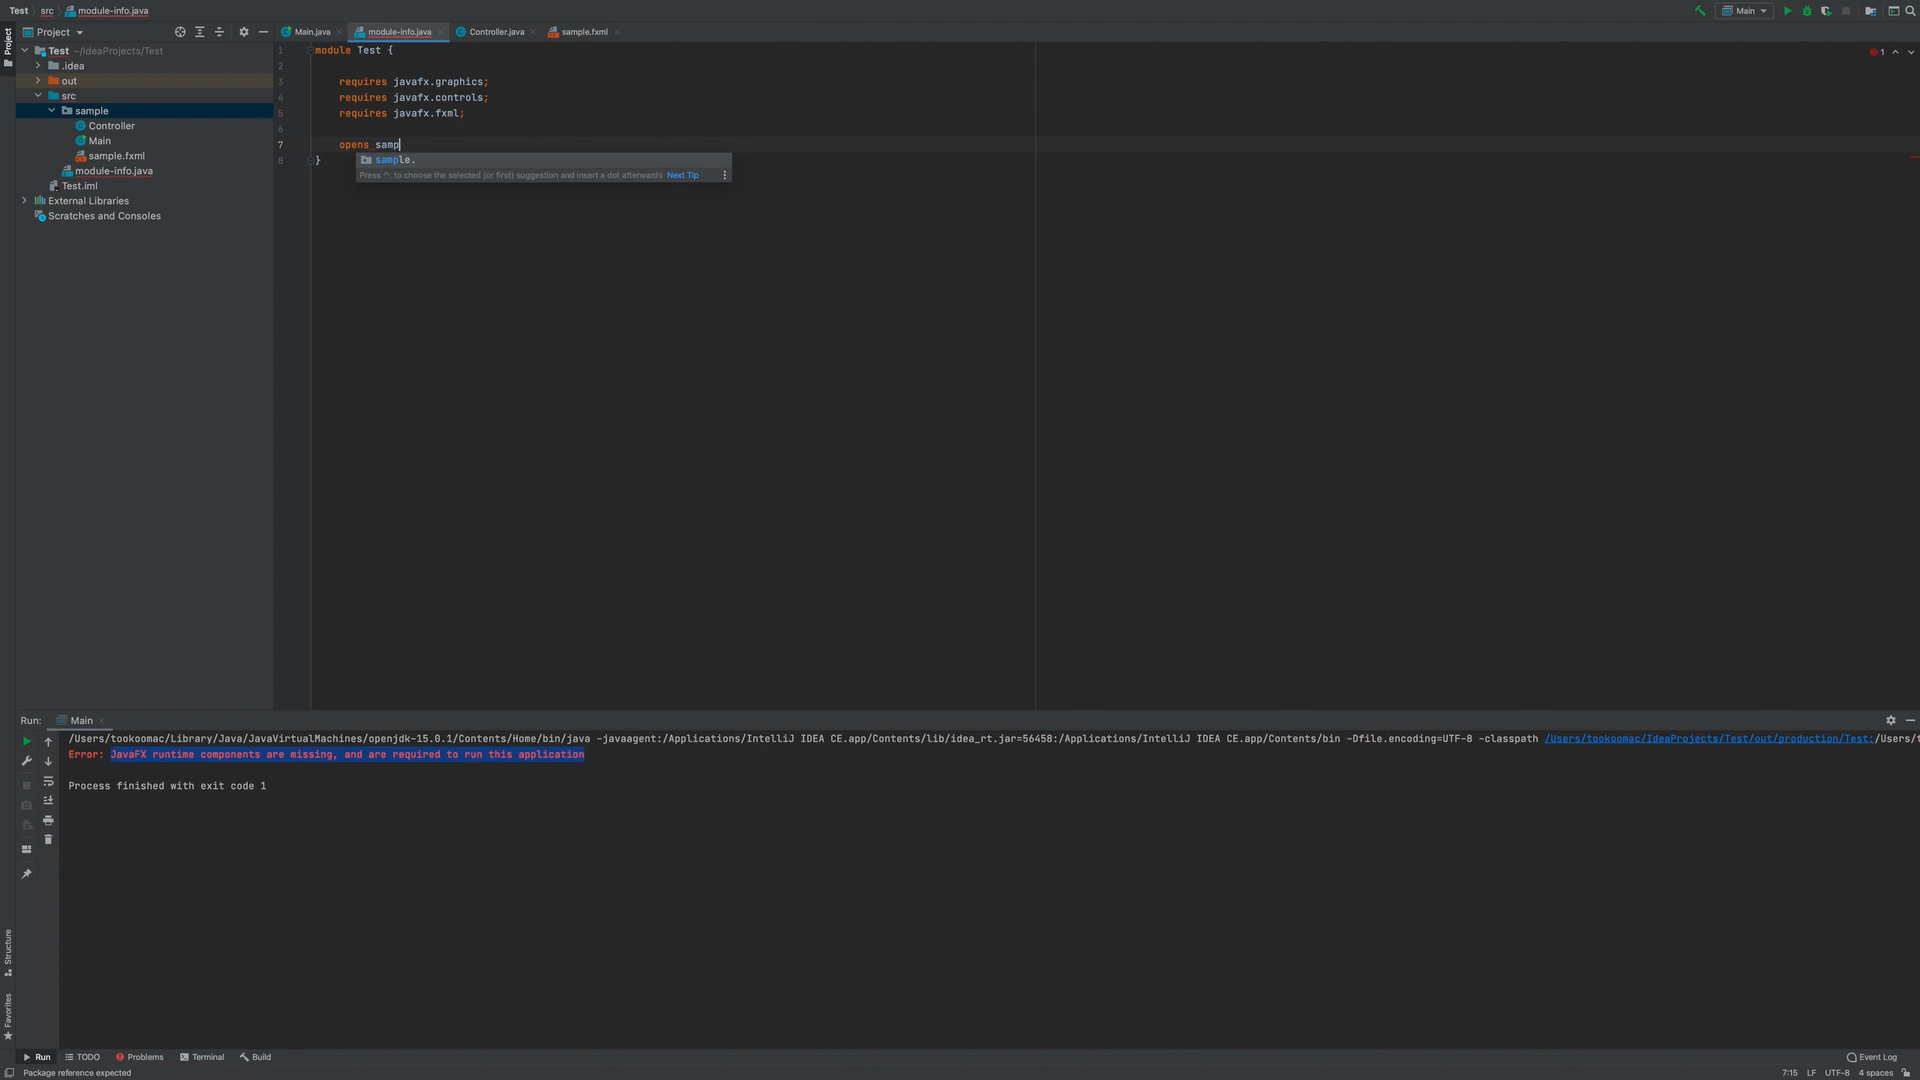 Test src module-info.java
Main
Project
Project
Main.java module-info.java Controller.java sample.fxml
Test ~/IdeaProjects/Test
.idea
out
src
sample
Controller
Main
sample.fxml
module-info.java
Test.iml
External Libraries
Scratches and Consoles
1 module Test {
2
3 requires javafx.graphics;
4 requires javafx.controls;
5 requires javafx.fxml;
6
7 opens samp
8 }
1
sample.
Press ^. to choose the selected (or first) suggestion and insert a dot afterwards Next Tip
Run: Main
/Users/tookoomac/Library/Java/JavaVirtualMachines/openjdk-15.0.1/Contents/Home/bin/java -javaagent:/Applications/IntelliJ IDEA CE.app/Contents/lib/idea_rt.jar=56458:/Applications/IntelliJ IDEA CE.app/Contents/bin -Dfile.encoding=UTF-8 -classpath /Users/tookoomac/IdeaProjects/Test/out/production/Test:/Users/t
Error: JavaFX runtime components are missing, and are required to run this application
Process finished with exit code 1
Structure
Favorites
Run TODO Problems Terminal Build
Event Log
Package reference expected
7:15 LF UTF-8 4 spaces